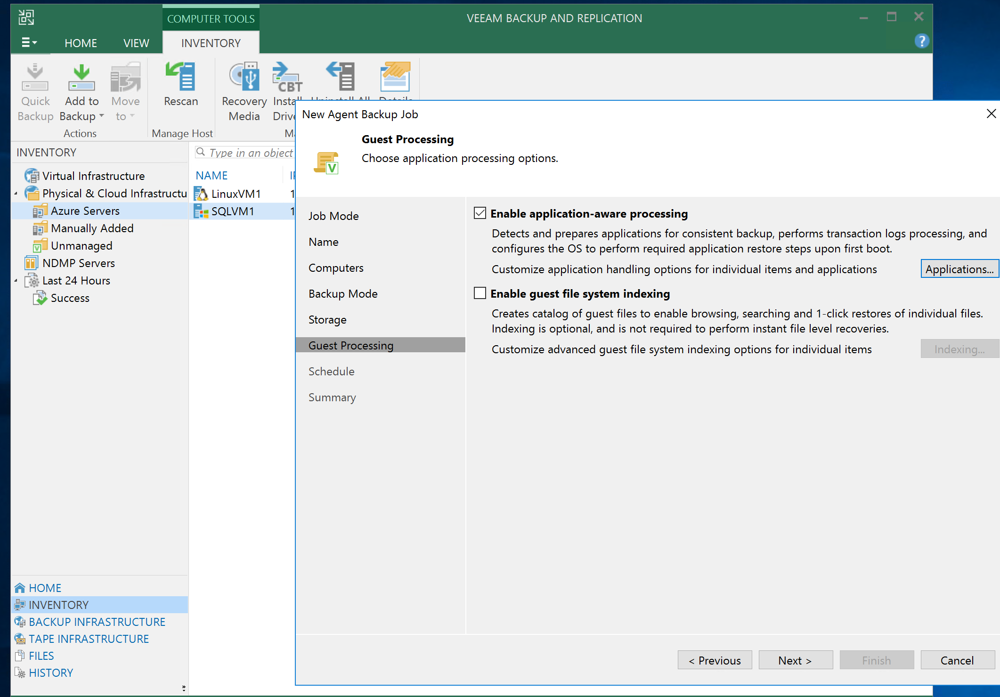 COMPUTER TOOLS
VEEAM BACKUP AND REPLICATION
HOME
VIEW
INVENTORY
?
Quick
Backup
Add to
Backup
Move
to
Actions
Rescan
Manage Host
Recovery
Media
CBT
INVENTORY
Type in an object
Virtual Infrastructure
Physical & Cloud Infrastructu
Azure Servers
Manually Added
Unmanaged
NDMP Servers
Last 24 Hours
Success
NAME
LinuxVM1
SQLVM1
HOME
INVENTORY
BACKUP INFRASTRUCTURE
TAPE INFRASTRUCTURE
FILES
HISTORY
New Agent Backup Job
Guest Processing
Choose application processing options.
V
Job Mode
Name
Computers
Backup Mode
Storage
Guest Processing
Schedule
Summary
Enable application-aware processing
Detects and prepares applications for consistent backup, performs transaction logs processing, and
configures the OS to perform required application restore steps upon first boot.
Customize application handling options for individual items and applications
Applications...
Enable guest file system indexing
Creates catalog of guest files to enable browsing, searching and 1-click restores of individual files.
Indexing is optional, and is not required to perform instant file level recoveries.
Customize advanced guest file system indexing options for individual items
Indexing...
< Previous
Next >
Finish
Cancel